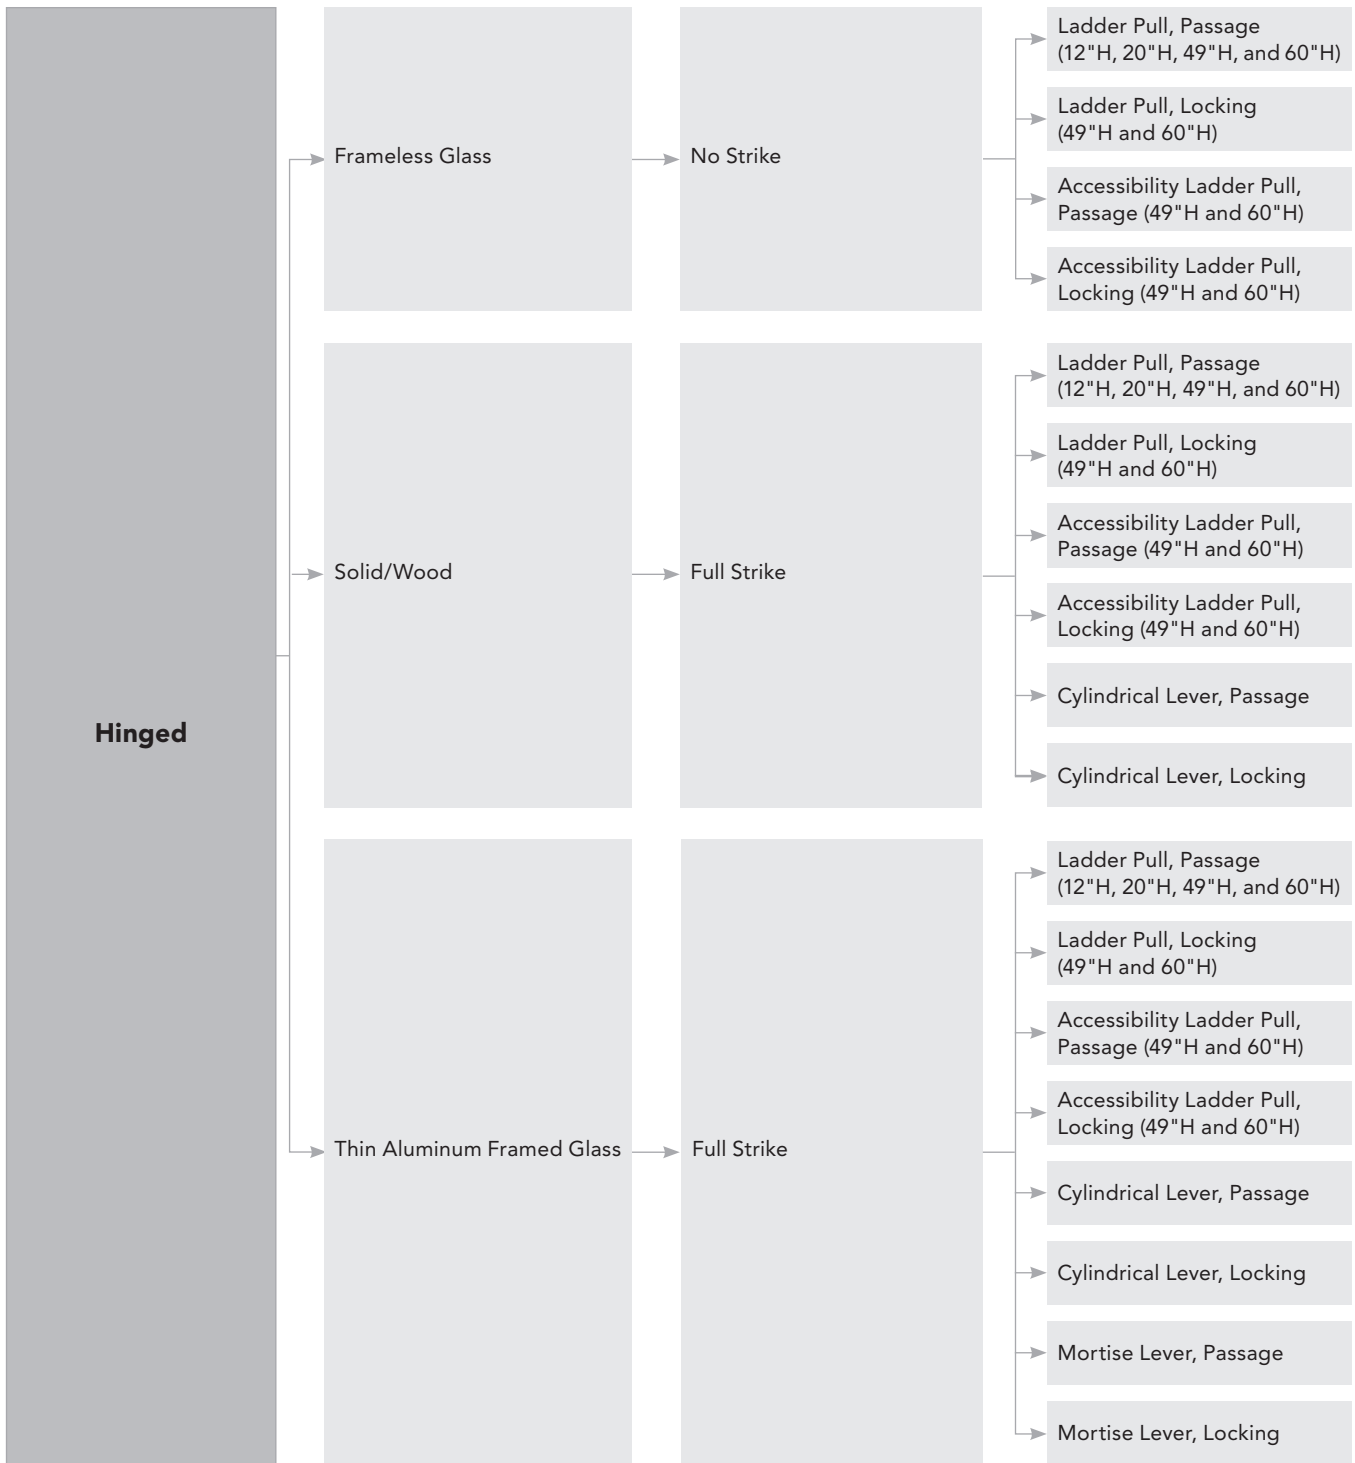 Hinged
Frameless Glass
No Strike
Ladder Pull, Passage
(12"H, 20"H, 49"H, and 60"H)
Ladder Pull, Locking
(49"H and 60"H)
Accessibility Ladder Pull,
Passage (49"H and 60"H)
Accessibility Ladder Pull,
Locking (49"H and 60"H)
Solid/Wood
Full Strike
Ladder Pull, Passage
(12"H, 20"H, 49"H, and 60"H)
Ladder Pull, Locking
(49"H and 60"H)
Accessibility Ladder Pull,
Passage (49"H and 60"H)
Accessibility Ladder Pull,
Locking (49"H and 60"H)
Cylindrical Lever, Passage
Cylindrical Lever, Locking
Thin Aluminum Framed Glass
Full Strike
Ladder Pull, Passage
(12"H, 20"H, 49"H, and 60"H)
Ladder Pull, Locking
(49"H and 60"H)
Accessibility Ladder Pull,
Passage (49"H and 60"H)
Accessibility Ladder Pull,
Locking (49"H and 60"H)
Cylindrical Lever, Passage
Cylindrical Lever, Locking
Mortise Lever, Passage
Mortise Lever, Locking